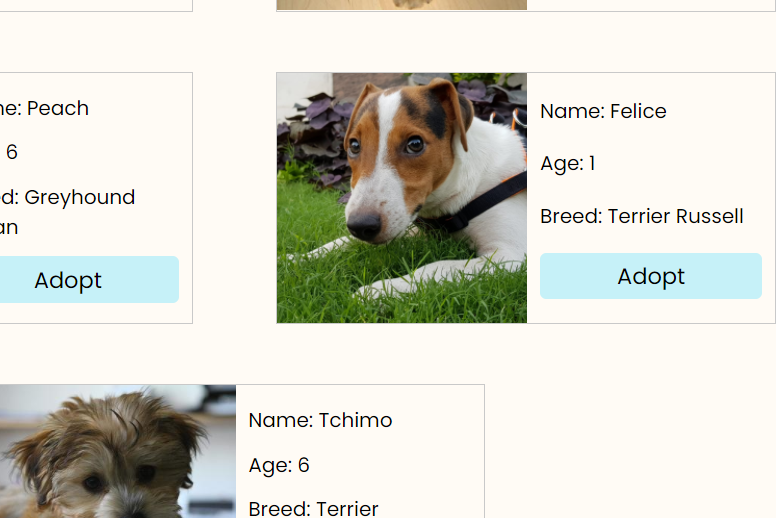 e: Peach
6
d: Greyhound
an
Adopt
Name: Felice
Age: 1
Breed: Terrier Russell
Adopt
Name: Tchimo
Age: 6
Breed: Terrier